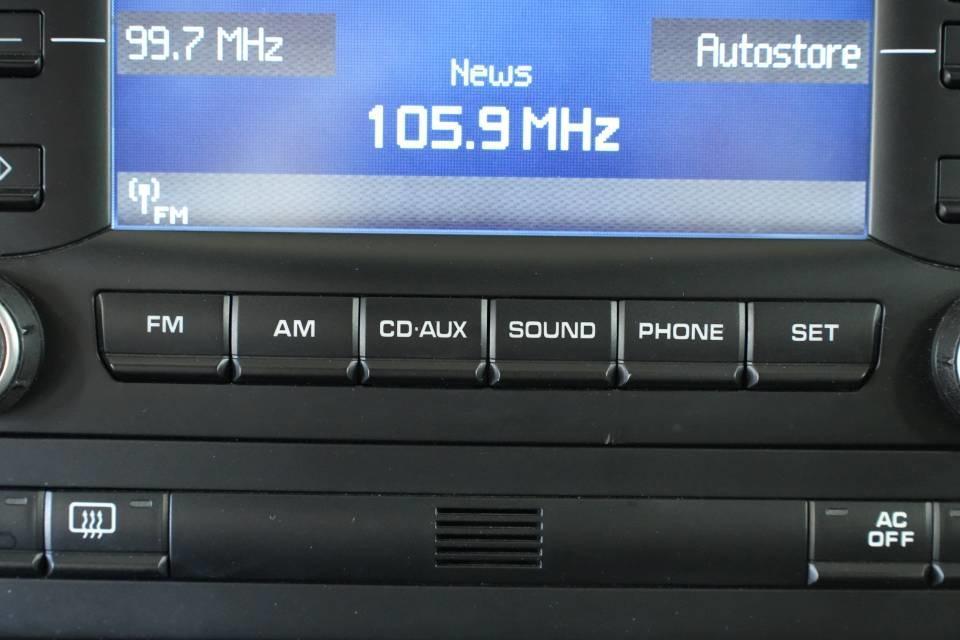 99.7 MHz
Autostore
News
105.9 MHz
FM
FM
AM
CD·AUX
SOUND
PHONE
SET
AC
OFF